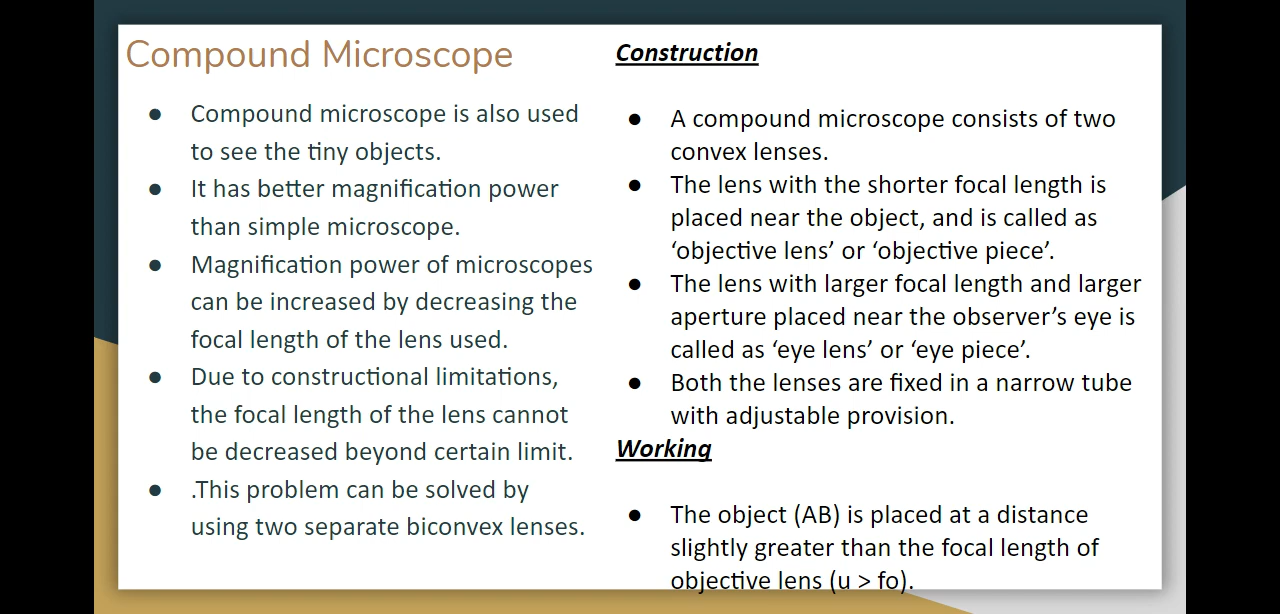 Compound Microscope
● Compound microscope is also used
to see the tiny objects.
● It has better magnification power
than simple microscope.
● Magnification power of microscopes
can be increased by decreasing the
focal length of the lens used.
● Due to constructional limitations,
the focal length of the lens cannot
be decreased beyond certain limit.
● .This problem can be solved by
using two separate biconvex lenses.
Construction
● A compound microscope consists of two
convex lenses.
● The lens with the shorter focal length is
placed near the object, and is called as
‘objective lens’ or ‘objective piece’.
● The lens with larger focal length and larger
aperture placed near the observer’s eye is
called as ‘eye lens’ or ‘eye piece’.
● Both the lenses are fixed in a narrow tube
with adjustable provision.
Working
● The object (AB) is placed at a distance
slightly greater than the focal length of
objective lens (u > fo).